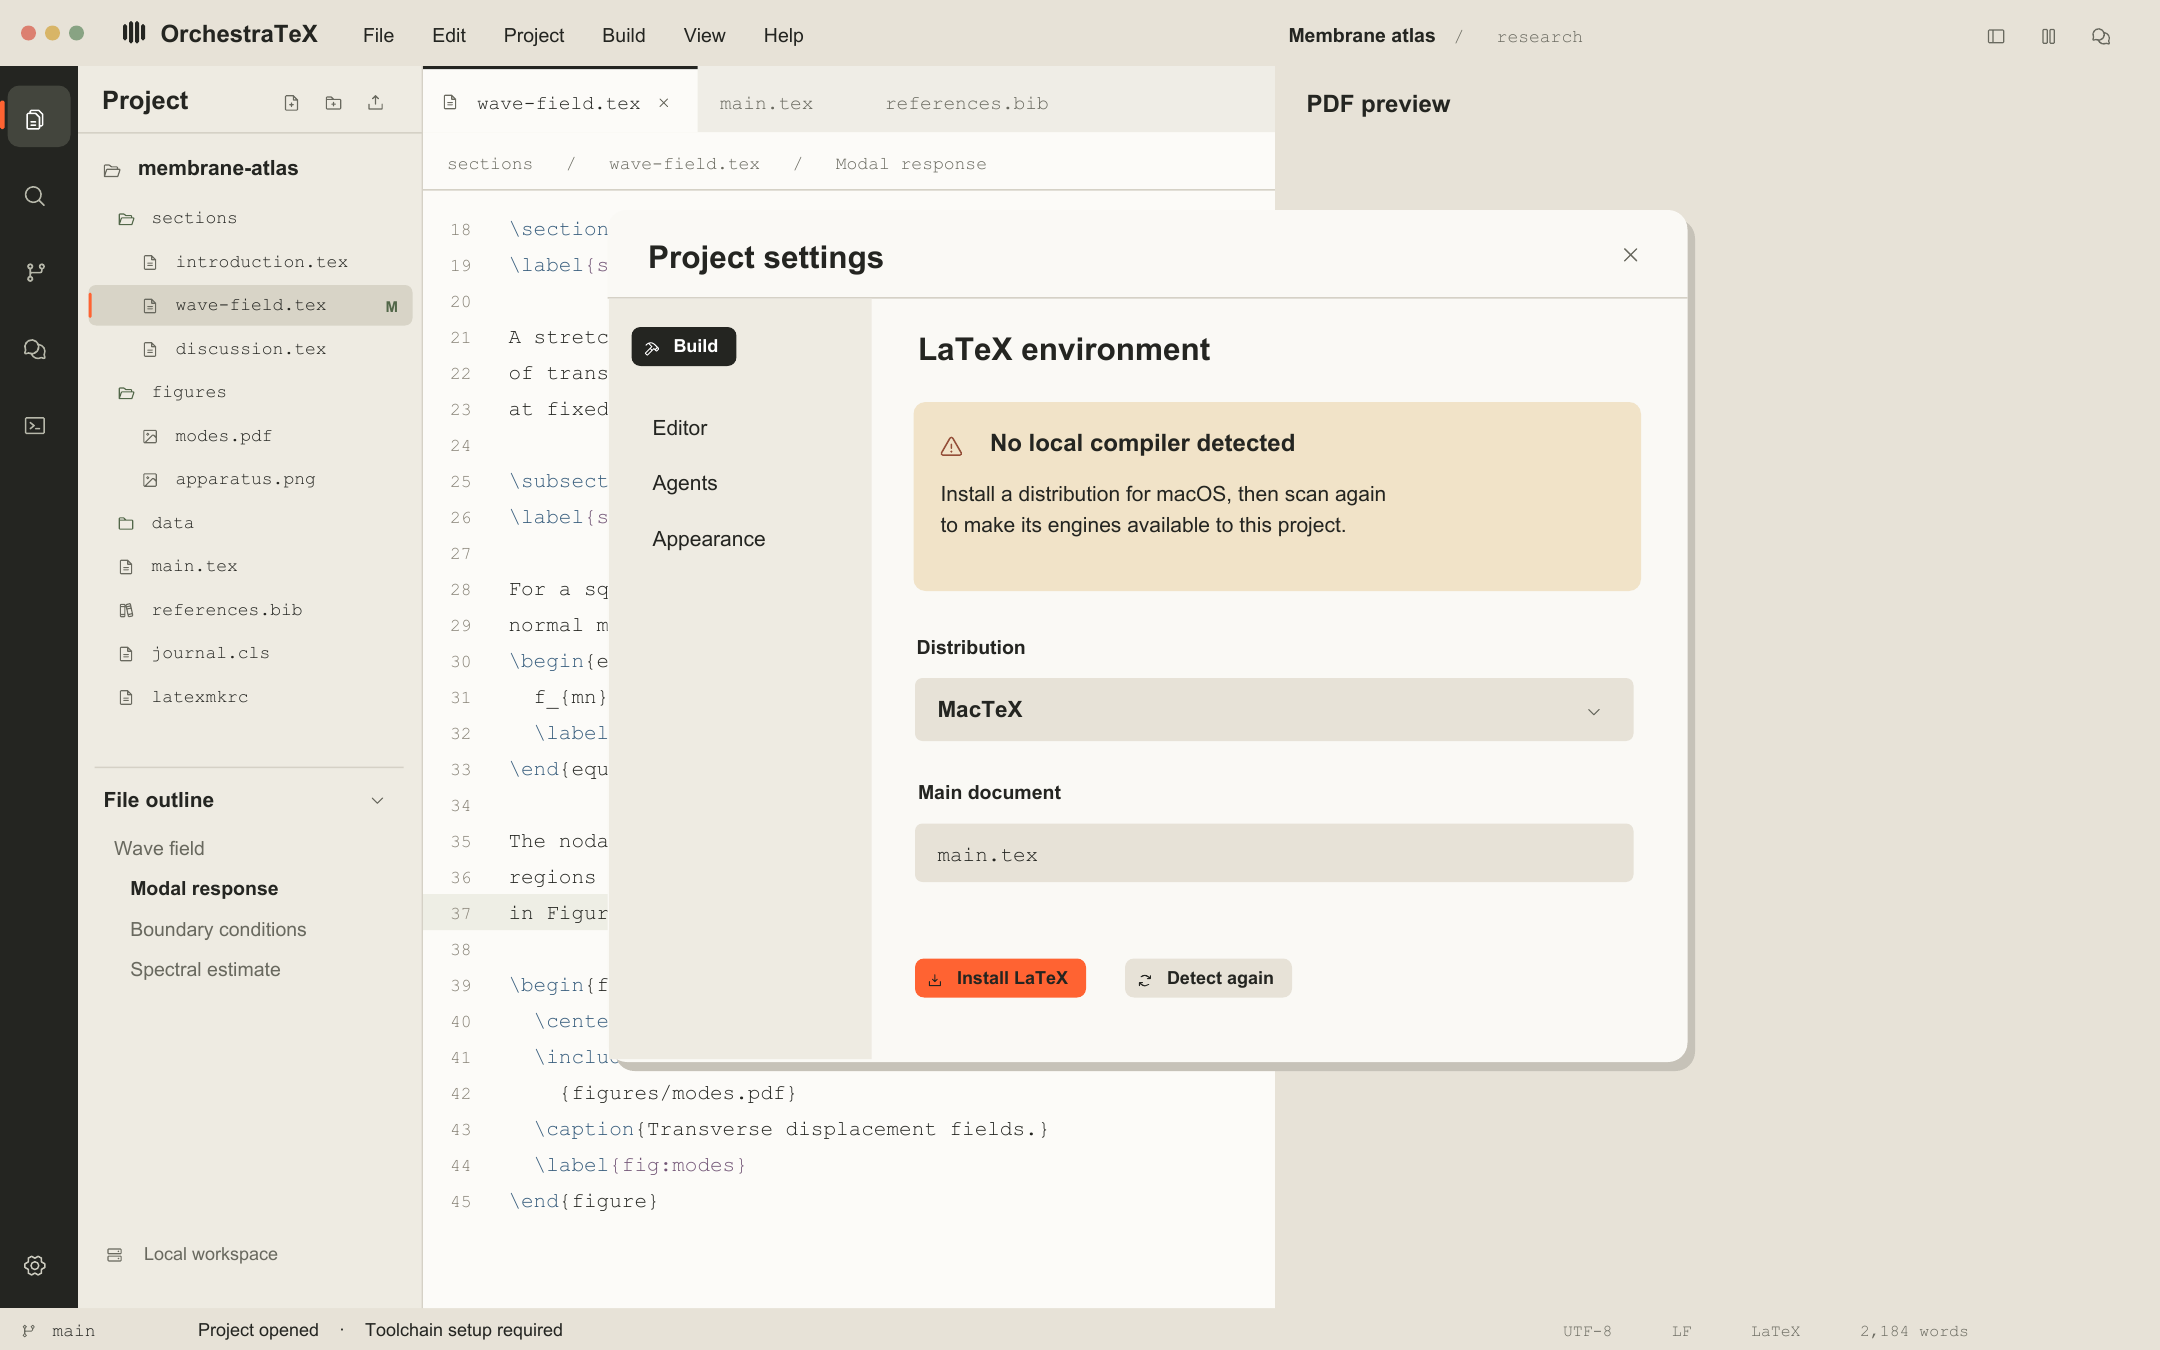 OrchestraTeX File Edit Project Build View Help
Membrane atlas / research
Project
membrane-atlas
sections
introduction.tex
wave-field.tex M
discussion.tex
figures
modes.pdf
apparatus.png
data
main.tex
references.bib
journal.cls
latexmkrc
File outline
Wave field
Modal response
Boundary conditions
Spectral estimate
Local workspace
wave-field.tex × main.tex references.bib
sections / wave-field.tex / Modal response
18 \section
19 \label{s
20
21 A stretc
22 of trans
23 at fixed
24
25 \subsect
26 \label{s
27
28 For a sq
29 normal m
30 \begin{e
31 f_{mn}
32 \label
33 \end{equ
34
35 The noda
36 regions
37 in Figur
38
39 \begin{f
40 \cente
41 \inclu
42 {figures/modes.pdf}
43 \caption{Transverse displacement fields.}
44 \label{fig:modes}
45 \end{figure}
PDF preview
Project settings
Build
Editor
Agents
Appearance
LaTeX environment
No local compiler detected
Install a distribution for macOS, then scan again
to make its engines available to this project.
Distribution
MacTeX
Main document
main.tex
Install LaTeX Detect again
main Project opened · Toolchain setup required
UTF-8 LF LaTeX 2,184 words